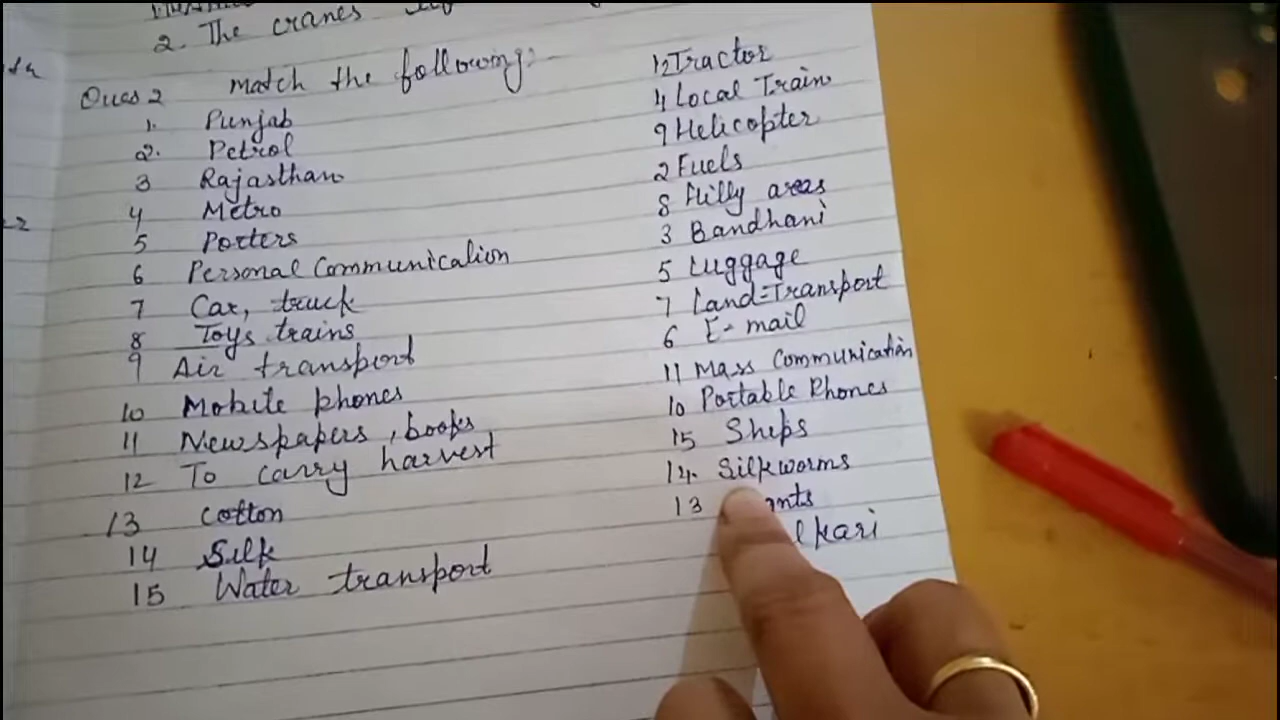 2. The cranes
Ques 2 match the following:
1. Punjab
2. Petrol
3 Rajasthan
4 Metro
5 Porters
6 Personal Communication
7 Car, truck
8 Toys trains
9 Air transport
10 Mobile phones
11 Newspapers, books
12 To carry harvest
13 Cotton
14 Silk
15 Water transport
12 Tractor
4 Local Train
9 Helicopter
2 Fuels
8 Hilly areas
3 Bandhani
5 Luggage
7 Land-Transport
6 E-mail
11 Mass Communication
10 Portable Phones
15 Ships
14. Silkworms
13